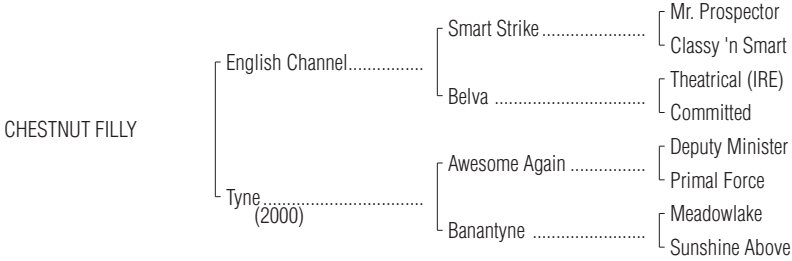 Mr. Prospector
Smart Strike......................
Classy 'n Smart
English Channel................
Theatrical (IRE)
Belva ................................
Committed
CHESTNUT FILLY
Deputy Minister
Awesome Again ................
Primal Force
Tyne..................................
(2000)
Meadowlake
Banantyne ........................
Sunshine Above